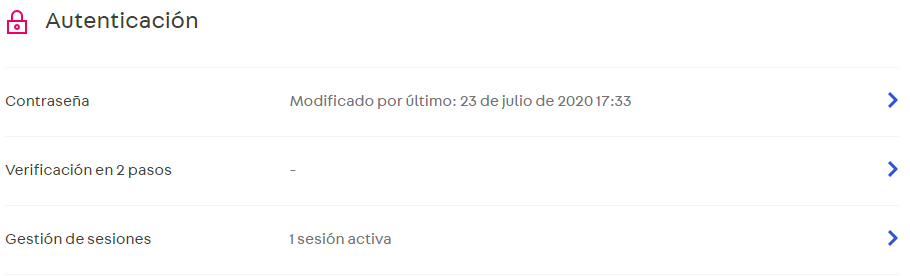 Autenticación
Contraseña Modificado por último: 23 de julio de 2020 17:33
Verificación en 2 pasos -
Gestión de sesiones 1 sesión activa